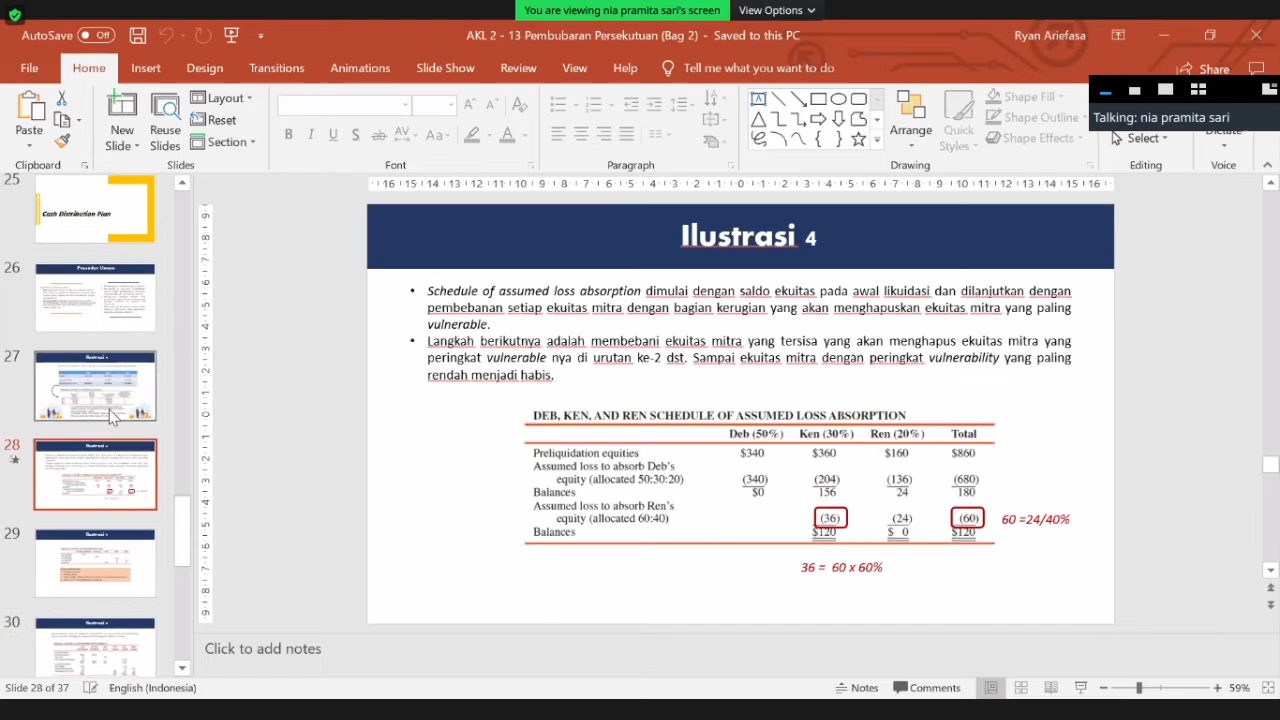 You are viewing nia pramita sari's screen
View Options
AutoSave Off
AKL 2 - 13 Pembubaran Persekutuan (Bag 2) - Saved to this PC
Ryan Ariefasa
File Home Insert Design Transitions Animations Slide Show Review View Help Tell me what you want to do
Share
Talking: nia pramita sari
Paste
New Slide
Reuse Slides
Layout
Reset
Section
Arrange
Quick Styles
Shape Fill
Shape Outline
Shape Effects
Select
Clipboard Slides Font Paragraph Drawing Editing Voice
25
Cash Distribution Plan
26
27
28
29
30
Ilustrasi 4
• Schedule of assumed loss absorption dimulai dengan saldo ekuitas pada awal likuidasi dan dilanjutkan dengan
pembebanan setiap ekuitas mitra dengan bagian kerugian yang akan menghapuskan ekuitas mitra yang paling
vulnerable.
• Langkah berikutnya adalah membebani ekuitas mitra yang tersisa yang akan menghapus ekuitas mitra yang
peringkat vulnerable nya di urutan ke-2 dst. Sampai ekuitas mitra dengan peringkat vulnerability yang paling
rendah menjadi habis.
DEB, KEN, AND REN SCHEDULE OF ASSUMED LOSS ABSORPTION
Deb (50%) Ken (30%) Ren (20%) Total
Preliquidation equities $340 $360 $160 $860
Assumed loss to absorb Deb's
equity (allocated 50:30:20) (340) (204) (136) (680)
Balances $0 156 24 180
Assumed loss to absorb Ren's
equity (allocated 60:40) (36) (24) (60) 60 =24/40%
Balances $120 $ 0 $120
36 = 60 x 60%
Click to add notes
Slide 28 of 37 English (Indonesia) Notes Comments 59%